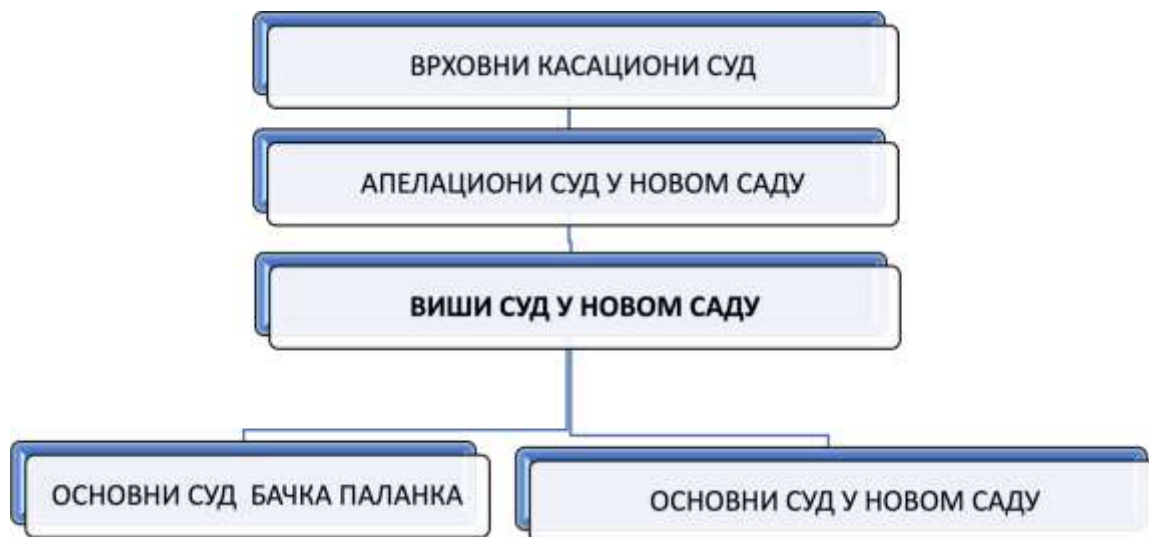 ВРХОВНИ КАСАЦИОНИ СУД
АПЕЛАЦИОНИ СУД У НОВОМ САДУ
ВИШИ СУД У НОВОМ САДУ
ОСНОВНИ СУД БАЧКА ПАЛАНКА
ОСНОВНИ СУД У НОВОМ САДУ